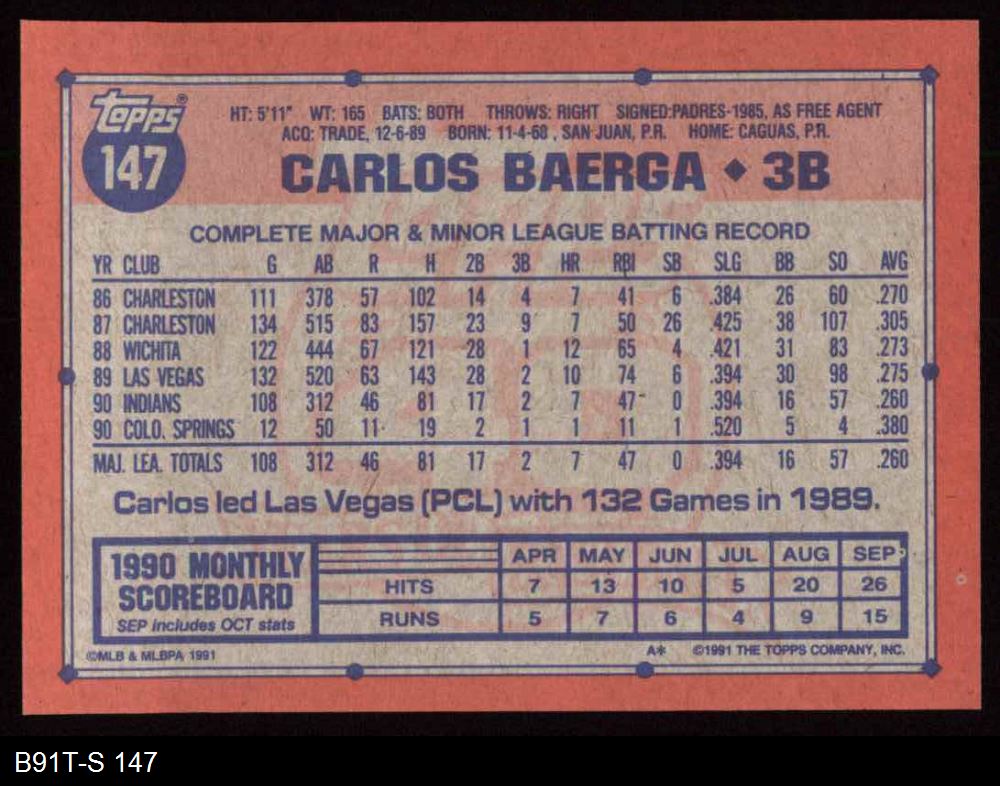 topps®
147
HT: 5'11" WT: 165 BATS: BOTH THROWS: RIGHT SIGNED:PADRES-1985, AS FREE AGENT
ACQ: TRADE, 12-6-89 BORN: 11-4-68 , SAN JUAN, P.R. HOME: CAGUAS, P.R.
CARLOS BAERGA ◆ 3B
COMPLETE MAJOR & MINOR LEAGUE BATTING RECORD
YR CLUB G AB R H 2B 3B HR RBI SB SLG BB SO AVG
86 CHARLESTON 111 378 57 102 14 4 7 41 6 .384 26 60 .270
87 CHARLESTON 134 515 83 157 23 9 7 50 26 .425 38 107 .305
88 WICHITA 122 444 67 121 28 1 12 65 4 .421 31 83 .273
89 LAS VEGAS 132 520 63 143 28 2 10 74 6 .394 30 98 .275
90 INDIANS 108 312 46 81 17 2 7 47 0 .394 16 57 .260
90 COLO. SPRINGS 12 50 11 19 2 1 1 11 1 .520 5 4 .380
MAJ. LEA. TOTALS 108 312 46 81 17 2 7 47 0 .394 16 57 .260
Carlos led Las Vegas (PCL) with 132 Games in 1989.
1990 MONTHLY
SCOREBOARD
SEP includes OCT stats
APR MAY JUN JUL AUG SEP
HITS 7 13 10 5 20 26
RUNS 5 7 6 4 9 15
©MLB & MLBPA 1991 A* ©1991 THE TOPPS COMPANY, INC.
B91T-S 147